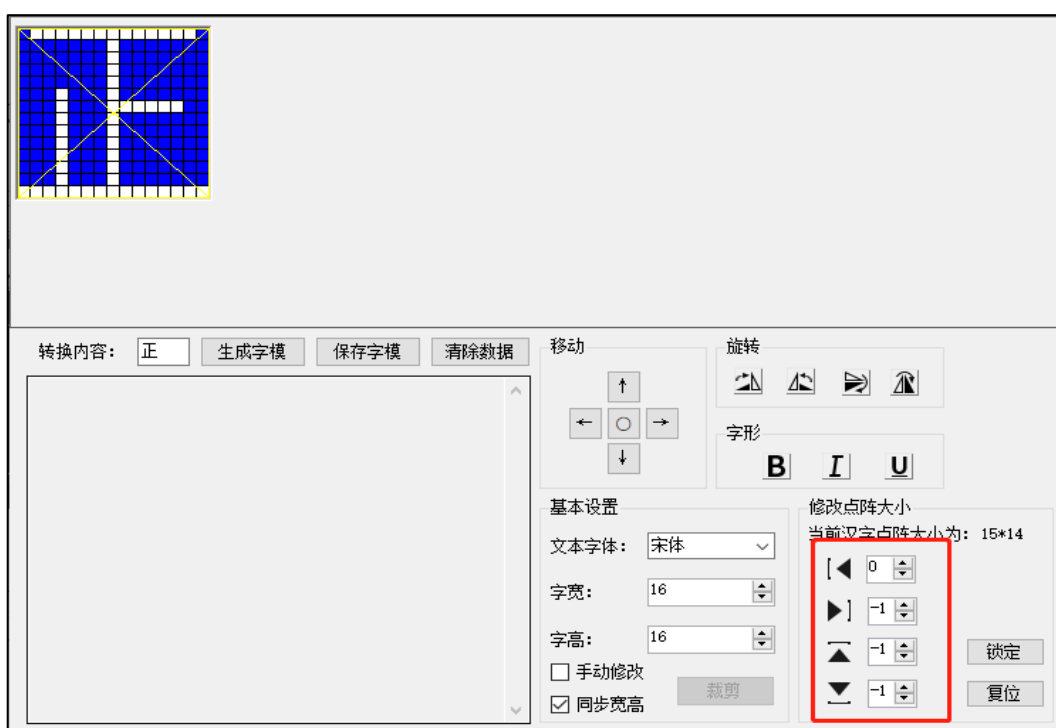 转换内容： 正 生成字模 保存字模 清除数据
移动
↑
← ○ →
↓
旋转
字形
B I U
基本设置
文本字体： 宋体
字宽： 16
字高： 16
手动修改
同步宽高
裁剪
修改点阵大小
当前汉字点阵大小为： 15*14
0
-1
-1
-1
锁定
复位